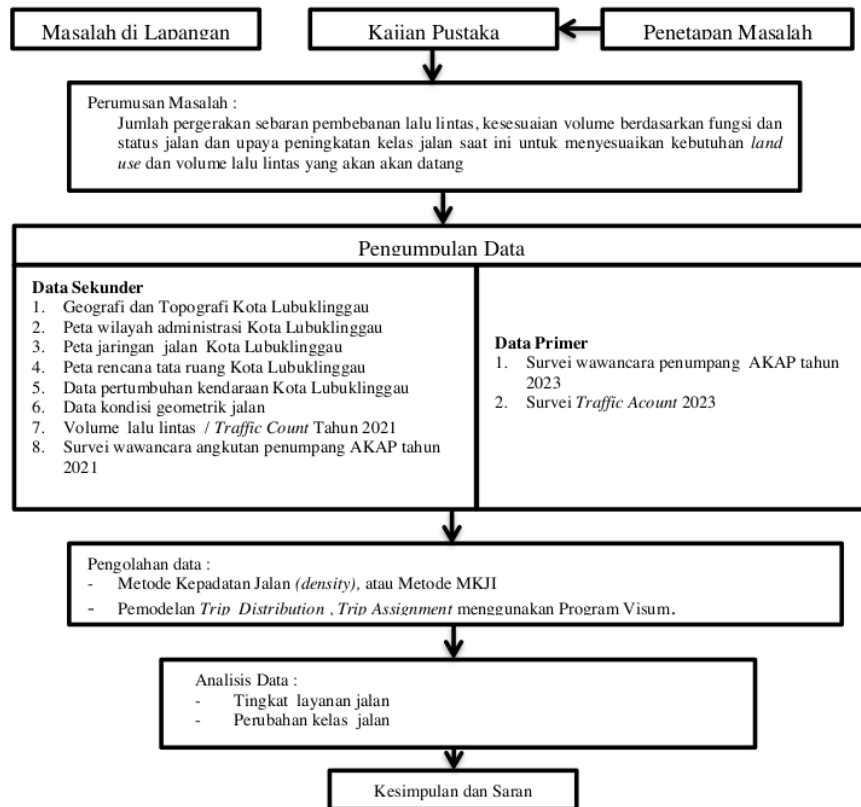 Masalah di Lapangan
Kajian Pustaka
Penetapan Masalah
Perumusan Masalah :
Jumlah pergerakan sebaran pembebanan lalu lintas, kesesuaian volume berdasarkan fungsi dan
status jalan dan upaya peningkatan kelas jalan saat ini untuk menyesuaikan kebutuhan land
use dan volume lalu lintas yang akan akan datang
Pengumpulan Data
Data Sekunder
1. Geografi dan Topografi Kota Lubuklinggau
2. Peta wilayah administrasi Kota Lubuklinggau
3. Peta jaringan jalan Kota Lubuklinggau
4. Peta rencana tata ruang Kota Lubuklinggau
5. Data pertumbuhan kendaraan Kota Lubuklinggau
6. Data kondisi geometrik jalan
7. Volume lalu lintas / Traffic Count Tahun 2021
8. Survei wawancara angkutan penumpang AKAP tahun
2021
Data Primer
1. Survei wawancara penumpang AKAP tahun
2023
2. Survei Traffic Acount 2023
Pengolahan data :
- Metode Kepadatan Jalan (density), atau Metode MKJI
- Pemodelan Trip Distribution , Trip Assignment menggunakan Program Visum.
Analisis Data :
- Tingkat layanan jalan
- Perubahan kelas jalan
Kesimpulan dan Saran